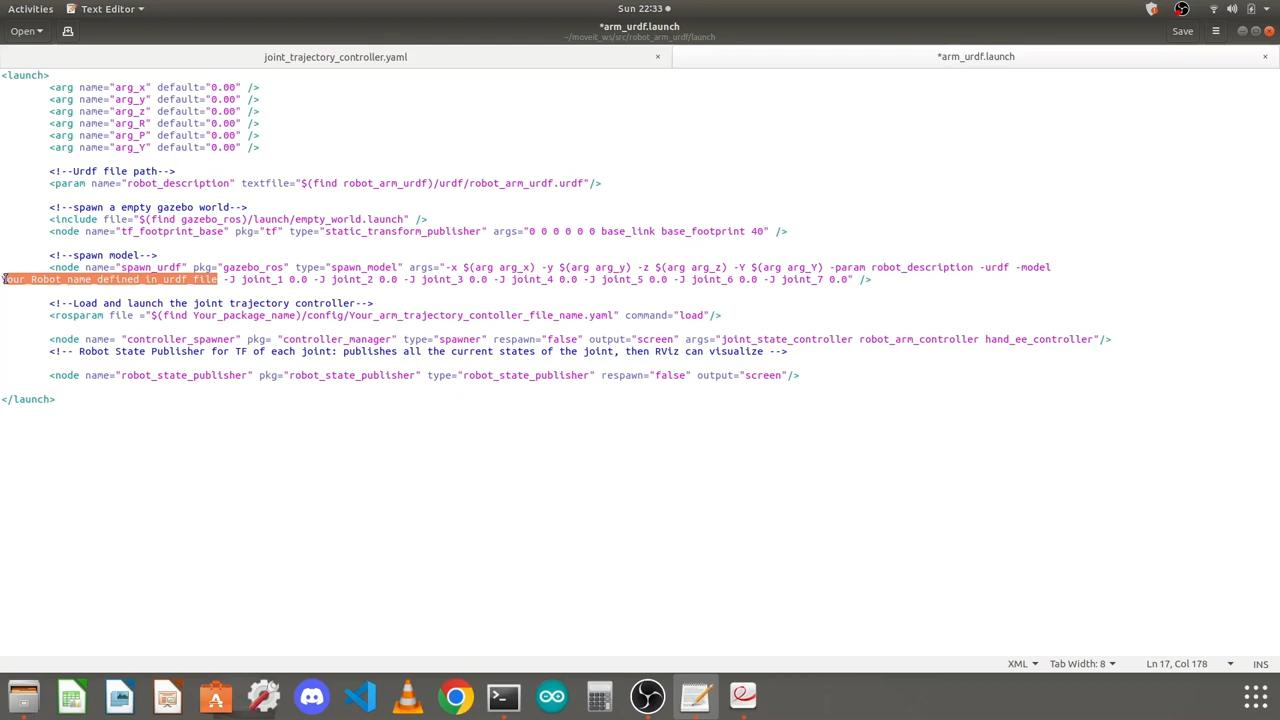 Activities
Text Editor
Sun 22:33
Open
*arm_urdf.launch
~/moveit_ws/src/robot_arm_urdf/launch
Save
joint_trajectory_controller.yaml
*arm_urdf.launch
<launch>
<arg name="arg_x" default="0.00" />
<arg name="arg_y" default="0.00" />
<arg name="arg_z" default="0.00" />
<arg name="arg_R" default="0.00" />
<arg name="arg_P" default="0.00" />
<arg name="arg_Y" default="0.00" />
<!--Urdf file path-->
<param name="robot_description" textfile="$(find robot_arm_urdf)/urdf/robot_arm_urdf.urdf"/>
<!--spawn a empty gazebo world-->
<include file="$(find gazebo_ros)/launch/empty_world.launch" />
<node name="tf_footprint_base" pkg="tf" type="static_transform_publisher" args="0 0 0 0 0 0 base_link base_footprint 40" />
<!--spawn model-->
<node name="spawn_urdf" pkg="gazebo_ros" type="spawn_model" args="-x $(arg arg_x) -y $(arg arg_y) -z $(arg arg_z) -Y $(arg arg_Y) -param robot_description -urdf -model
Your_Robot_name_defined_in_urdf_file -J joint_1 0.0 -J joint_2 0.0 -J joint_3 0.0 -J joint_4 0.0 -J joint_5 0.0 -J joint_6 0.0 -J joint_7 0.0" />
<!--Load and launch the joint trajectory controller-->
<rosparam file ="$(find Your_package_name)/config/Your_arm_trajectory_contoller_file_name.yaml" command="load"/>
<node name= "controller_spawner" pkg= "controller_manager" type="spawner" respawn="false" output="screen" args="joint_state_controller robot_arm_controller hand_ee_controller"/>
<!-- Robot State Publisher for TF of each joint: publishes all the current states of the joint, then RViz can visualize -->
<node name="robot_state_publisher" pkg="robot_state_publisher" type="robot_state_publisher" respawn="false" output="screen"/>
</launch>
XML
Tab Width: 8
Ln 17, Col 178
INS